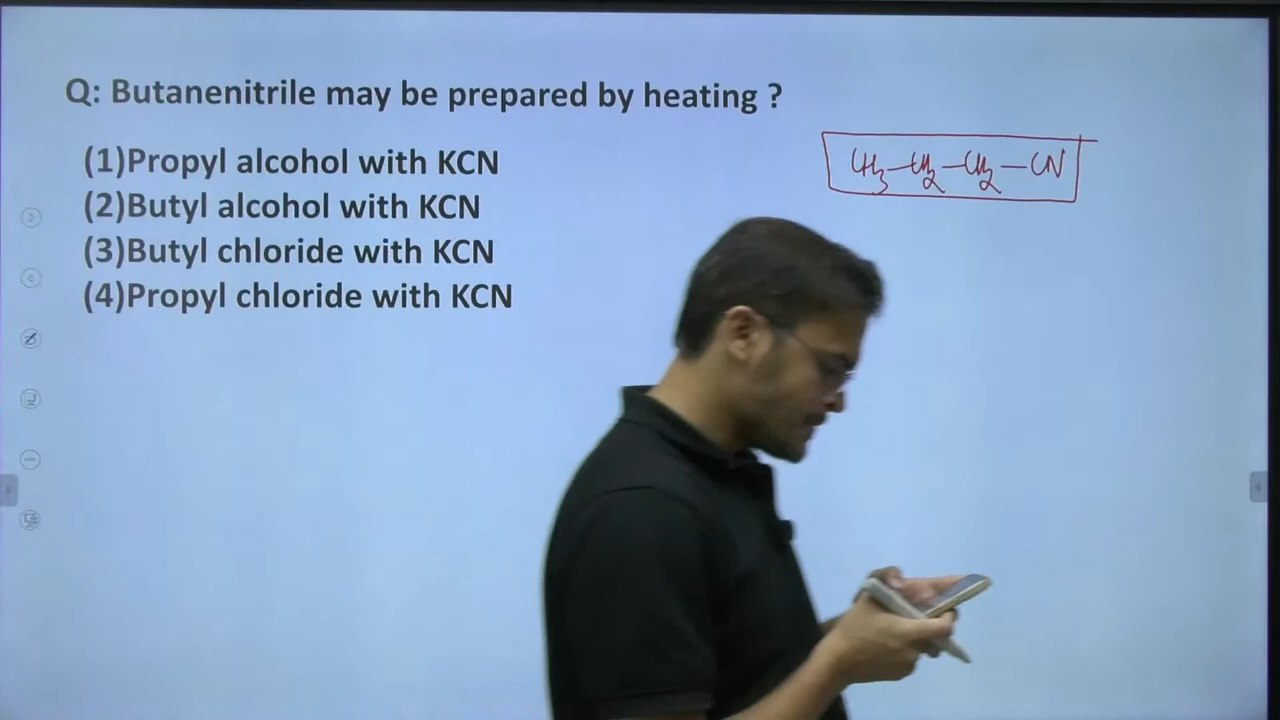 Q: Butanenitrile may be prepared by heating ?
CH3-CH2-CH2-CN
(1)Propyl alcohol with KCN
(2)Butyl alcohol with KCN
(3)Butyl chloride with KCN
(4)Propyl chloride with KCN